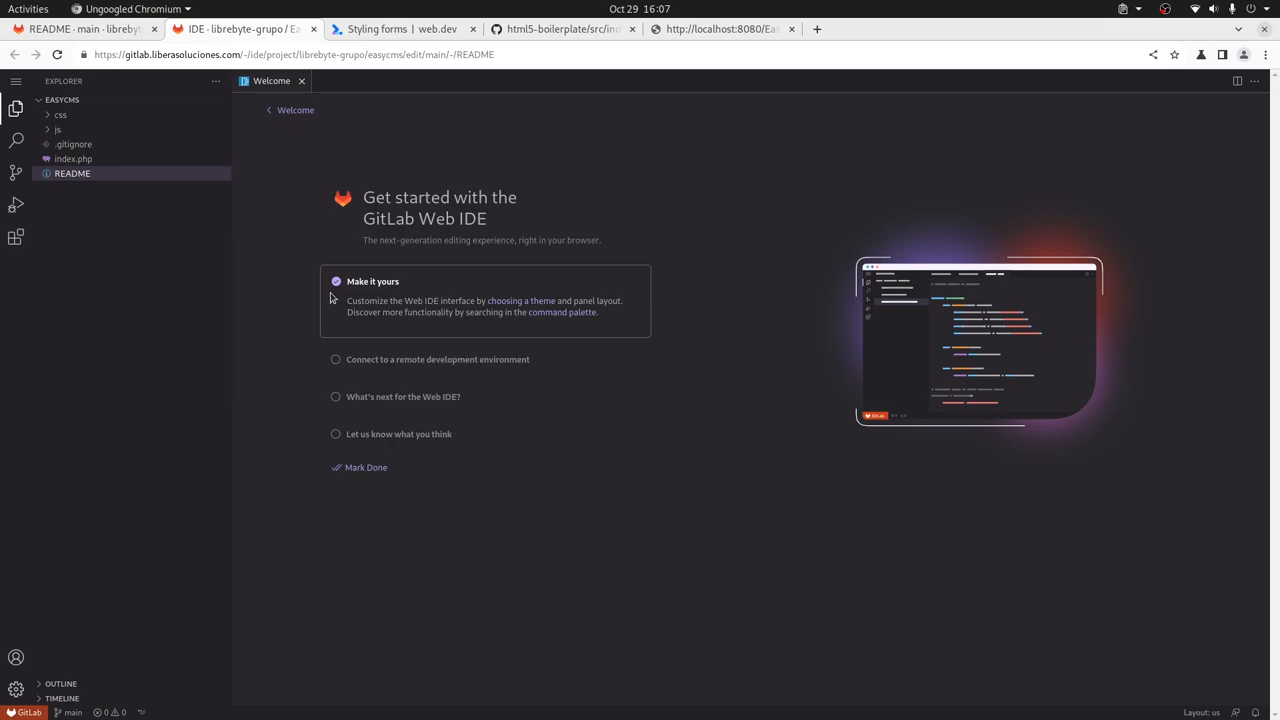 Activities
Ungoogled Chromium
Oct 29 16:07
README · main · librebyt
IDE · librebyte-grupo / Ea
Styling forms | web.dev
html5-boilerplate/src/ind
http://localhost:8080/Eas
https://gitlab.liberasoluciones.com/-/ide/project/librebyte-grupo/easycms/edit/main/-/README
EXPLORER
Welcome
EASYCMS
css
js
.gitignore
index.php
README
Welcome
Get started with the
GitLab Web IDE
The next-generation editing experience, right in your browser.
Make it yours
Customize the Web IDE interface by choosing a theme and panel layout.
Discover more functionality by searching in the command palette.
Connect to a remote development environment
What's next for the Web IDE?
Let us know what you think
Mark Done
GitLab
OUTLINE
TIMELINE
GitLab
main
0
0
Layout: us